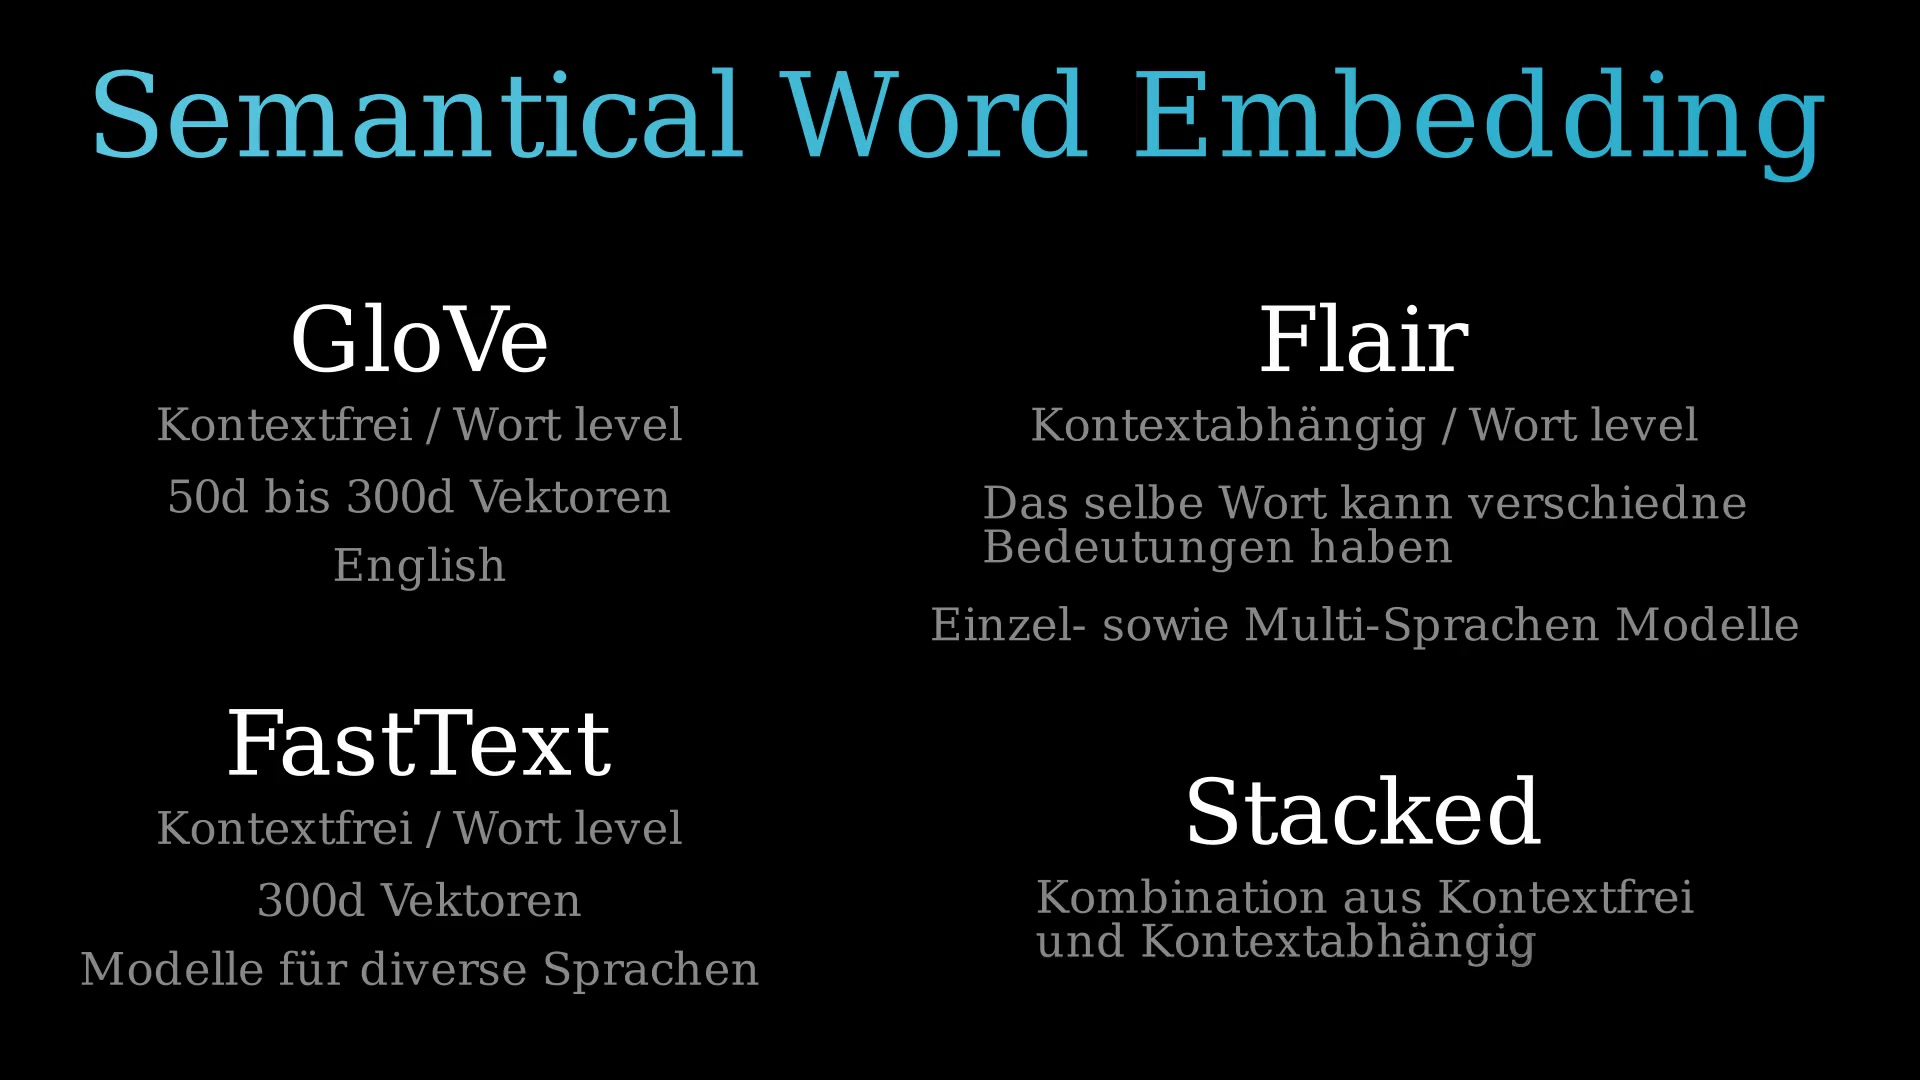 Semantical Word Embedding
GloVe
Kontextfrei / Wort level
50d bis 300d Vektoren
English
FastText
Kontextfrei / Wort level
300d Vektoren
Modelle für diverse Sprachen
Flair
Kontextabhängig / Wort level
Das selbe Wort kann verschiedne
Bedeutungen haben
Einzel- sowie Multi-Sprachen Modelle
Stacked
Kombination aus Kontextfrei
und Kontextabhängig